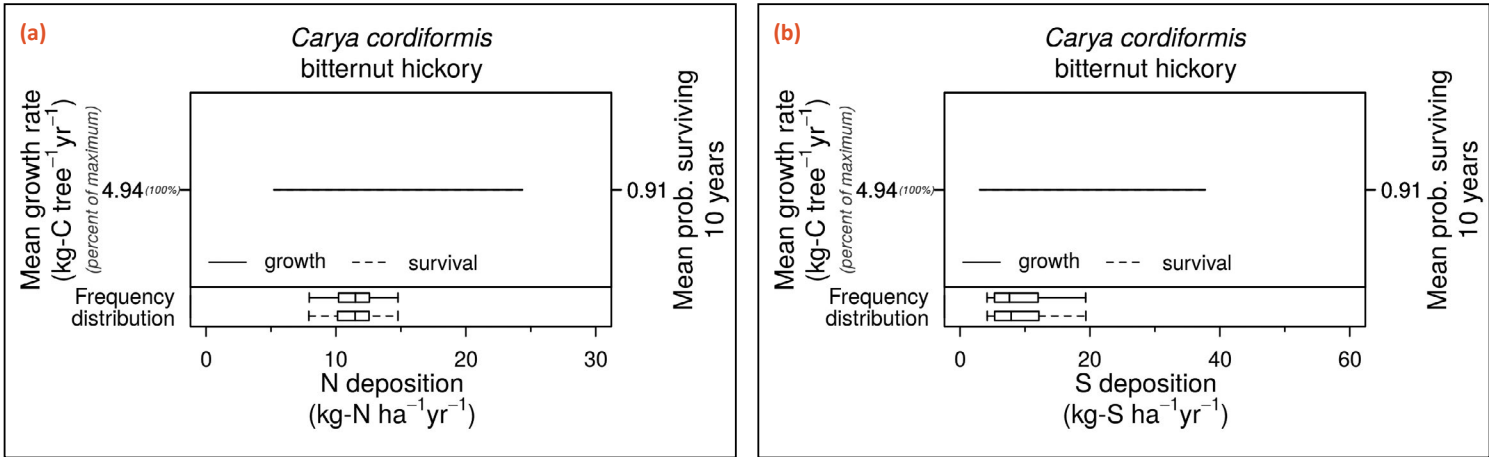 (a)
Carya cordiformis
bitternut hickory
Mean growth rate
(kg-C tree⁻¹yr⁻¹)
(percent of maximum)
4.94 (100%)
0.91
Mean prob. surviving
10 years
growth
survival
Frequency
distribution
0 10 20 30
N deposition
(kg-N ha⁻¹yr⁻¹)
(b)
Carya cordiformis
bitternut hickory
Mean growth rate
(kg-C tree⁻¹yr⁻¹)
(percent of maximum)
4.94 (100%)
0.91
Mean prob. surviving
10 years
growth
survival
Frequency
distribution
0 20 40 60
S deposition
(kg-S ha⁻¹yr⁻¹)